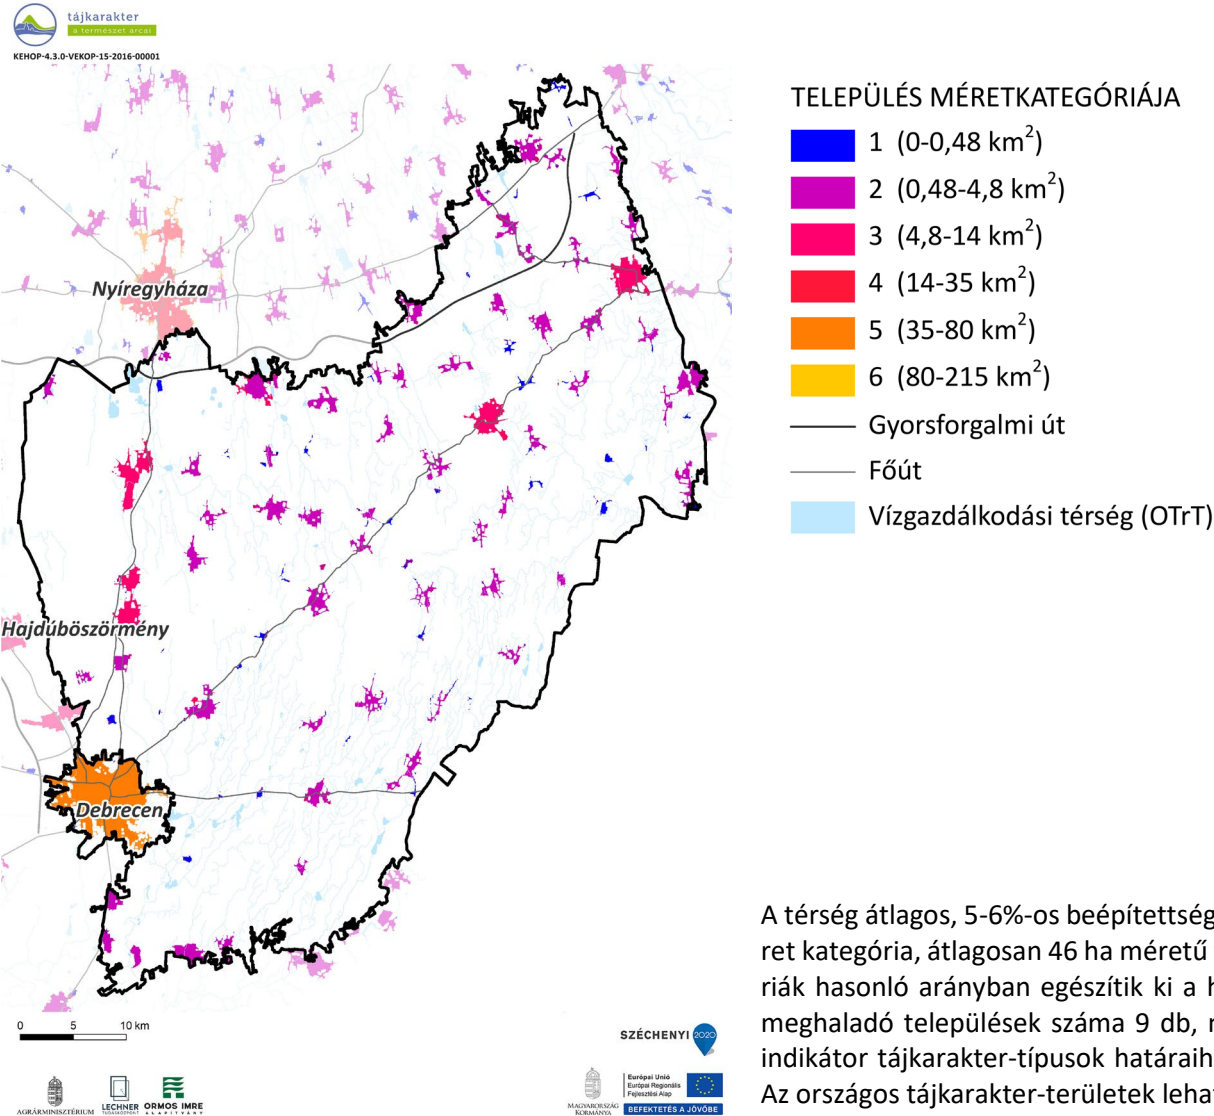 tájkarakter
a természet arcai
KEHOP-4.3.0-VEKOP-15-2016-00001
TELEPÜLÉS MÉRETKATEGÓRIÁJA
1 (0-0,48 km²)
2 (0,48-4,8 km²)
3 (4,8-14 km²)
4 (14-35 km²)
5 (35-80 km²)
6 (80-215 km²)
Gyorsforgalmi út
Főút
Vízgazdálkodási térség (OTrT)
Nyíregyháza
Hajdúböszörmény
Debrecen
A térség átlagos, 5-6%-os beépítettség
ret kategória, átlagosan 46 ha méretű
riák hasonló arányban egészítik ki a h
meghaladó települések száma 9 db, r
indikátor tájkarakter-típusok határaih
Az országos tájkarakter-területek leha
0 5 10 km
SZÉCHENYI 2020
AGRÁRMINISZTÉRIUM
LECHNER
TUDÁSKÖZPONT
ORMOS IMRE
ALAPÍTVÁNY
MAGYARORSZÁG
KORMÁNYA
Európai Unió
Európai Regionális
Fejlesztési Alap
BEFEKTETÉS A JÖVŐBE